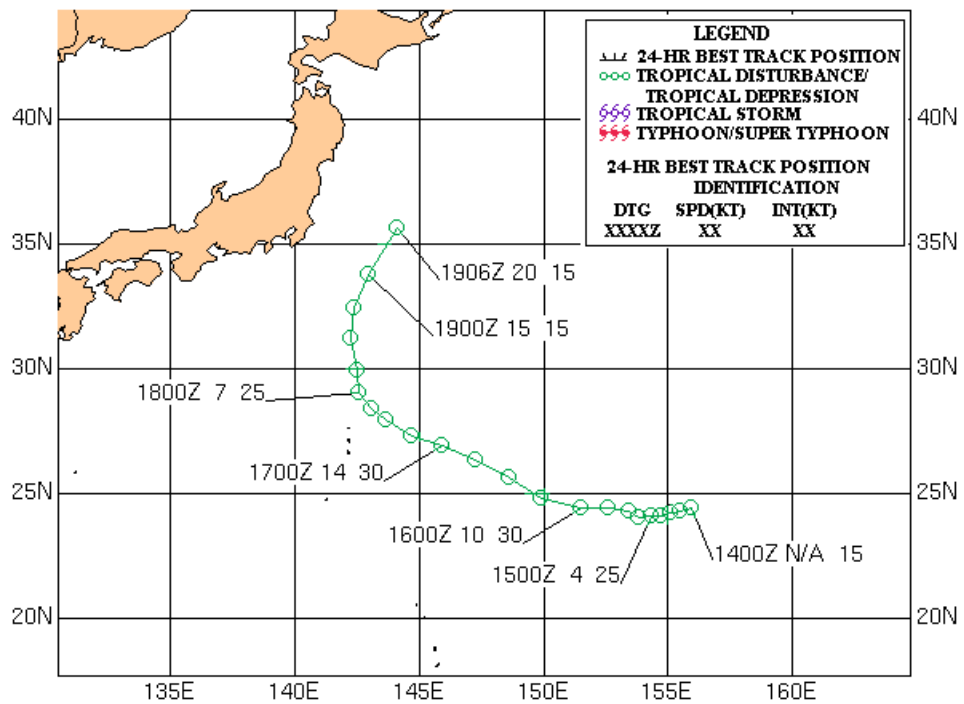 LEGEND
24-HR BEST TRACK POSITION
TROPICAL DISTURBANCE/
TROPICAL DEPRESSION
TROPICAL STORM
TYPHOON/SUPER TYPHOON
24-HR BEST TRACK POSITION
IDENTIFICATION
DTG SPD(KT) INT(KT)
XXXXZ XX XX
40N 40N
35N 35N
1906Z 20 15
1900Z 15 15
30N 30N
1800Z 7 25
1700Z 14 30
25N 25N
1600Z 10 30
1400Z N/A 15
1500Z 4 25
20N 20N
135E 140E 145E 150E 155E 160E